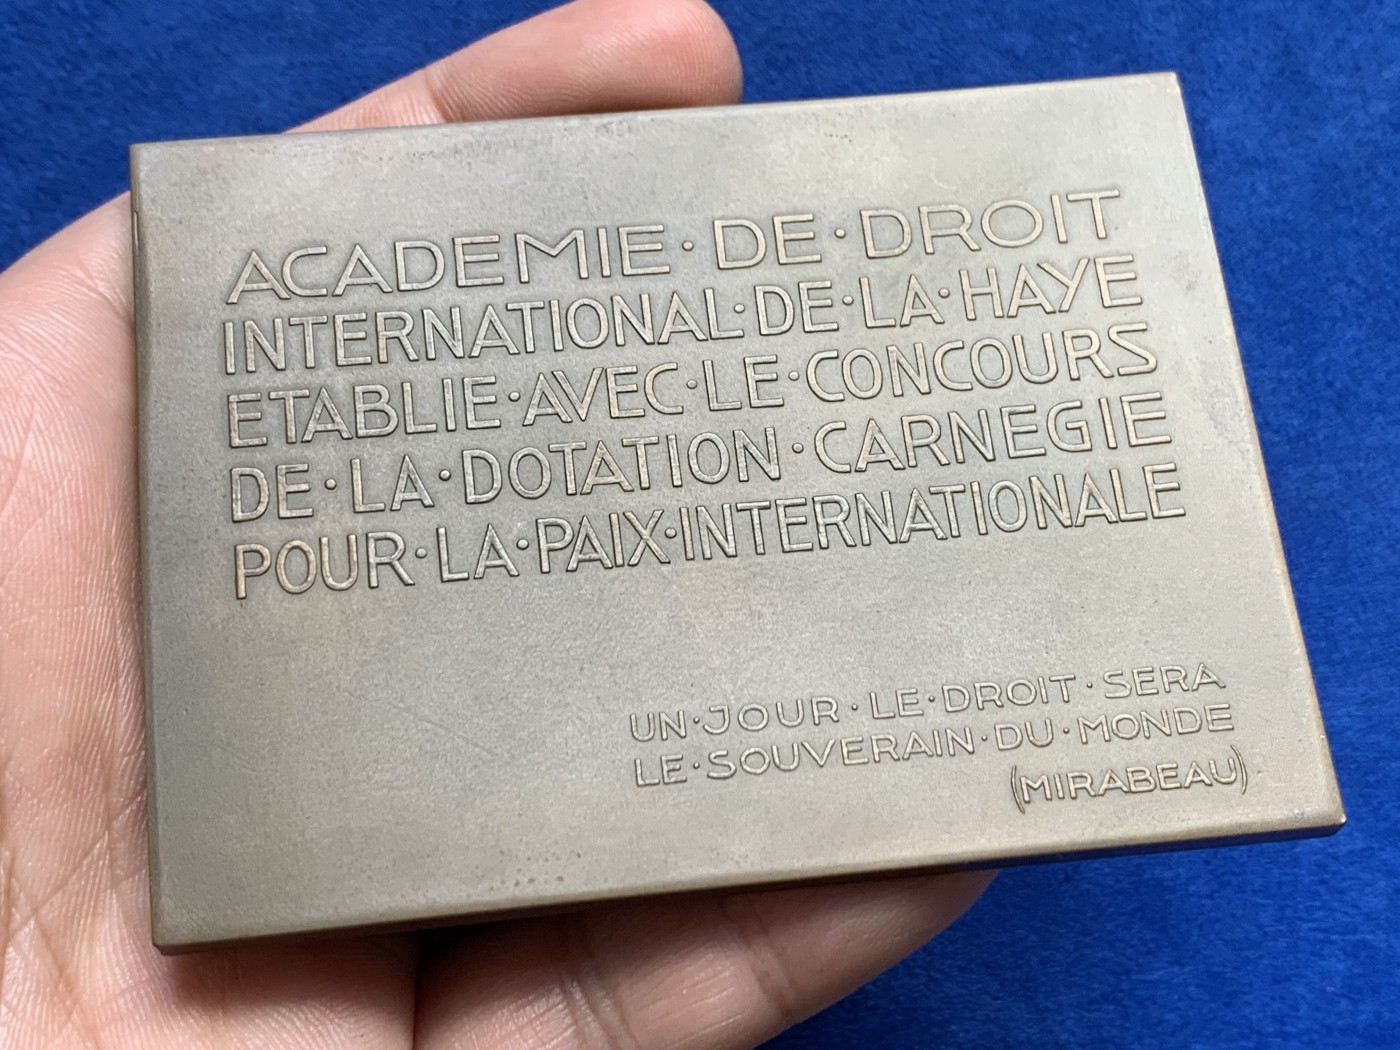 ACADEMIE·DE·DROIT
INTERNATIONAL·DE·LA·HAYE
ETABLIE·AVEC·LE·CONCOURS
DE·LA·DOTATION·CARNEGIE
POUR·LA·PAIX·INTERNATIONALE
UN·JOUR·LE·DROIT·SERA
LE·SOUVERAIN·DU·MONDE
(MIRABEAU)